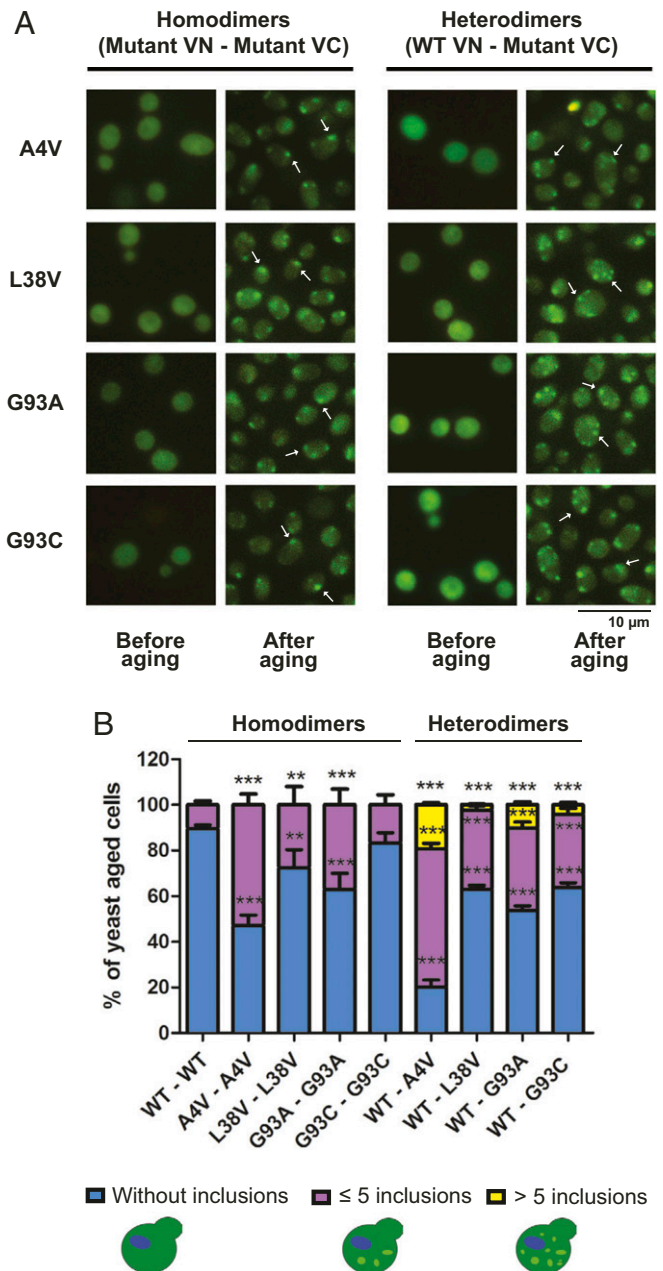 A
Homodimers
(Mutant VN - Mutant VC)
Heterodimers
(WT VN - Mutant VC)
A4V
L38V
G93A
G93C
10 µm
Before
aging
After
aging
Before
aging
After
aging
B
Homodimers
Heterodimers
% of yeast aged cells
120
100
80
60
40
20
0
*** ** *** *** *** *** ***
*** ** *** *** *** *** ***
*** *** *** ***
WT - WT
A4V - A4V
L38V - L38V
G93A - G93A
G93C - G93C
WT - A4V
WT - L38V
WT - G93A
WT - G93C
Without inclusions
≤ 5 inclusions
> 5 inclusions